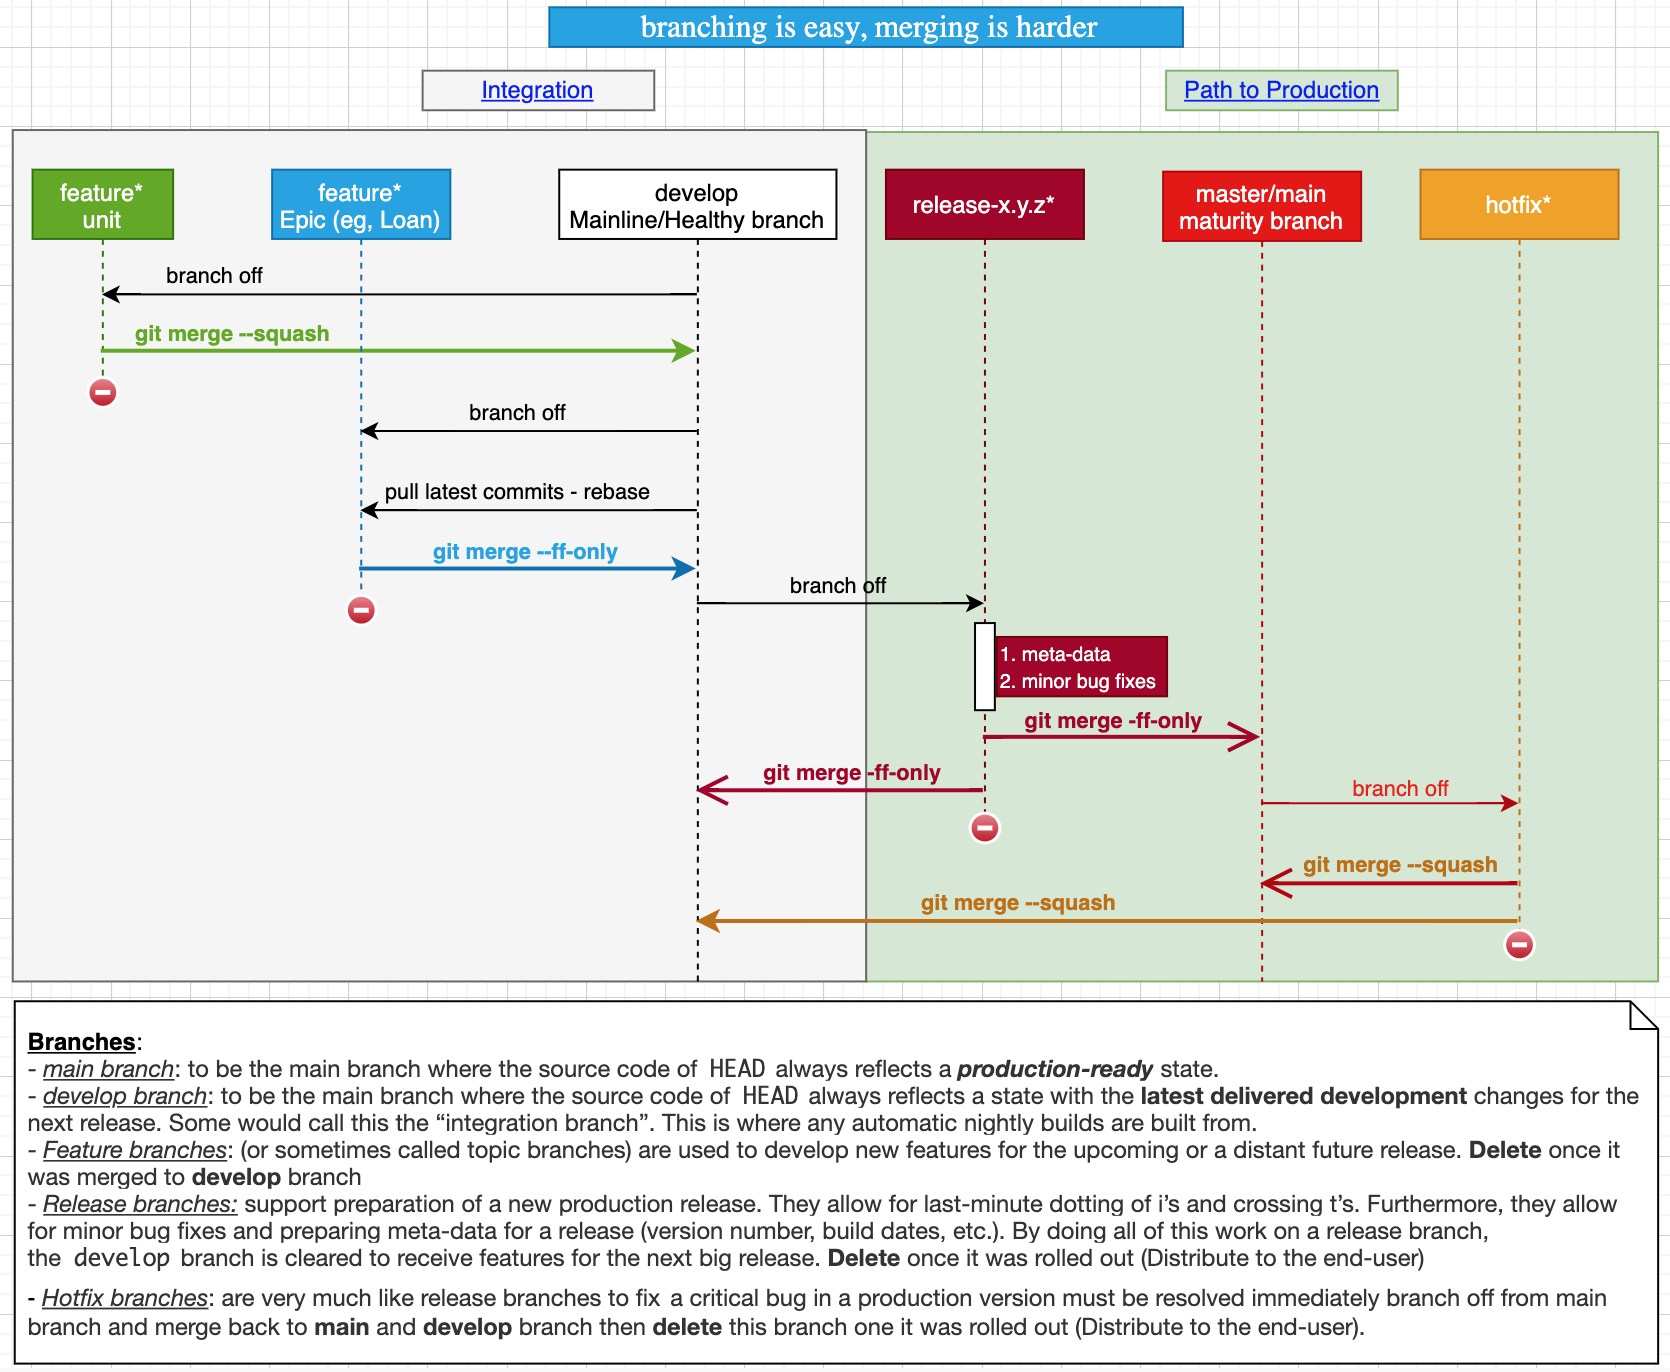 branching is easy, merging is harder
Integration
Path to Production
feature*
unit
feature*
Epic (eg, Loan)
develop
Mainline/Healthy branch
release-x.y.z*
master/main
maturity branch
hotfix*
branch off
git merge --squash
branch off
pull latest commits - rebase
git merge --ff-only
branch off
1. meta-data
2. minor bug fixes
git merge -ff-only
git merge -ff-only
branch off
git merge --squash
git merge --squash
Branches:
- main branch: to be the main branch where the source code of HEAD always reflects a production-ready state.
- develop branch: to be the main branch where the source code of HEAD always reflects a state with the latest delivered development changes for the
next release. Some would call this the “integration branch”. This is where any automatic nightly builds are built from.
- Feature branches: (or sometimes called topic branches) are used to develop new features for the upcoming or a distant future release. Delete once it
was merged to develop branch
- Release branches: support preparation of a new production release. They allow for last-minute dotting of i’s and crossing t’s. Furthermore, they allow
for minor bug fixes and preparing meta-data for a release (version number, build dates, etc.). By doing all of this work on a release branch,
the develop branch is cleared to receive features for the next big release. Delete once it was rolled out (Distribute to the end-user)
- Hotfix branches: are very much like release branches to fix a critical bug in a production version must be resolved immediately branch off from main
branch and merge back to main and develop branch then delete this branch one it was rolled out (Distribute to the end-user).